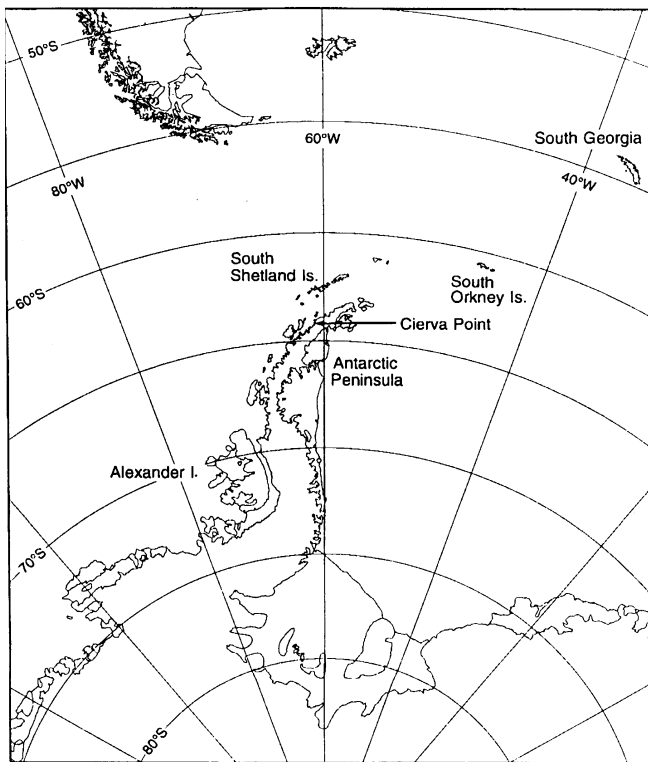 50°S
60°W
South Georgia
80°W
40°W
South
Shetland Is.
60°S
South
Orkney Is.
Cierva Point
Antarctic
Peninsula
Alexander I.
70°S
80°S